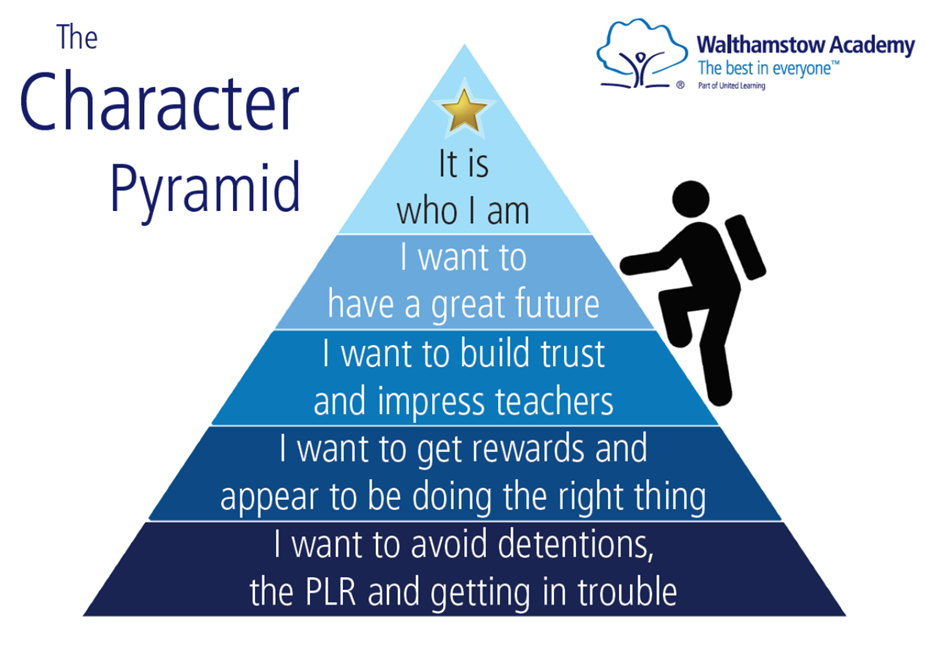 The
Character
Pyramid
Walthamstow Academy
The best in everyone™
Part of United Learning
®
It is
who I am
I want to
have a great future
I want to build trust
and impress teachers
I want to get rewards and
appear to be doing the right thing
I want to avoid detentions,
the PLR and getting in trouble